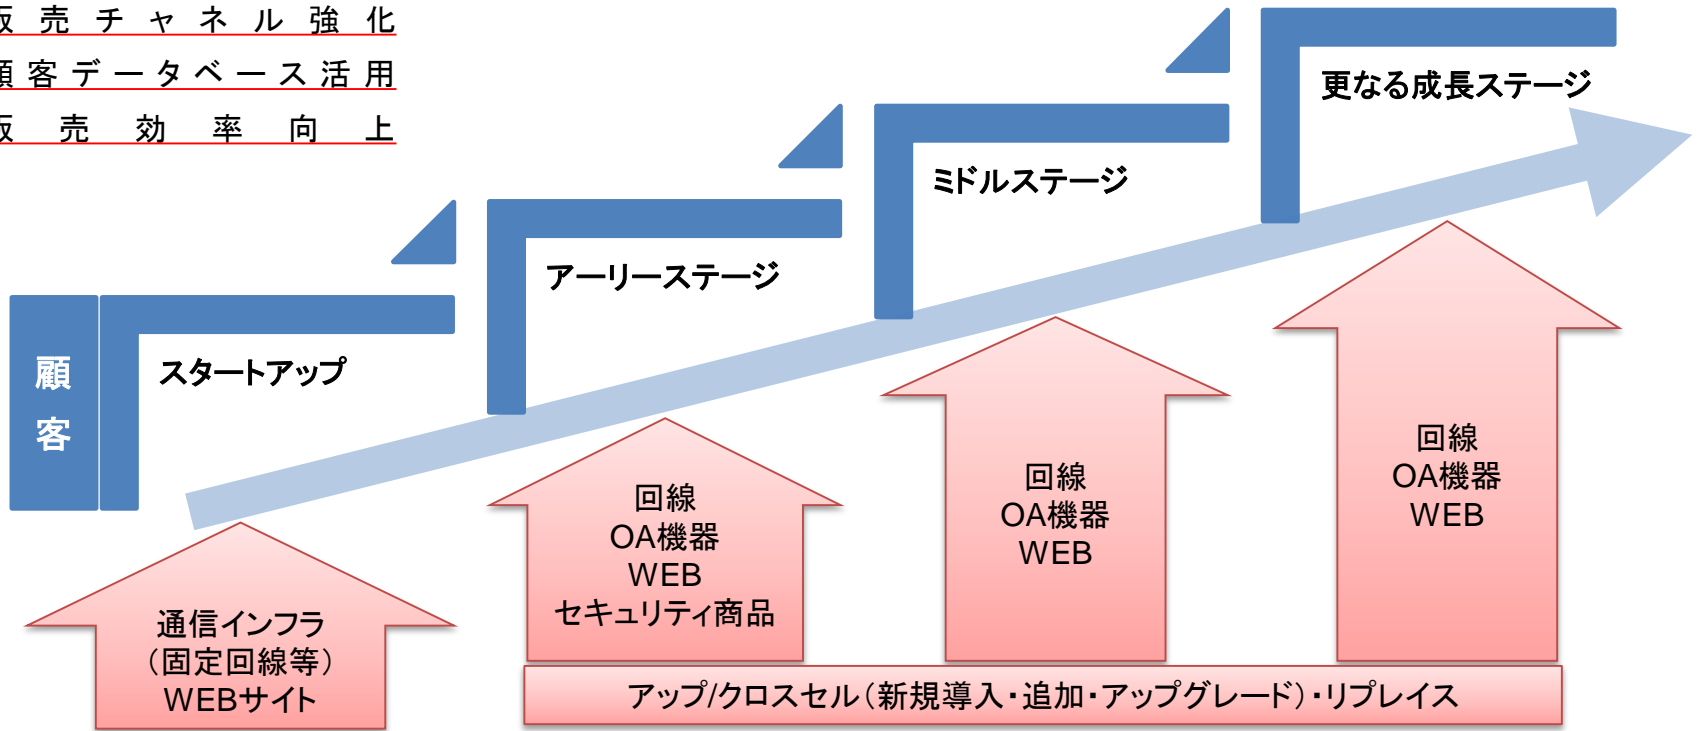 販売チャネル強化
顧客データベース活用
販売効率向上
更なる成長ステージ
ミドルステージ
アーリーステージ
スタートアップ
顧
客
回線
OA機器
WEB
回線
OA機器
WEB
回線
OA機器
WEB
セキュリティ商品
通信インフラ
（固定回線等）
WEBサイト
アップ/クロスセル（新規導入・追加・アップグレード）・リプレイス